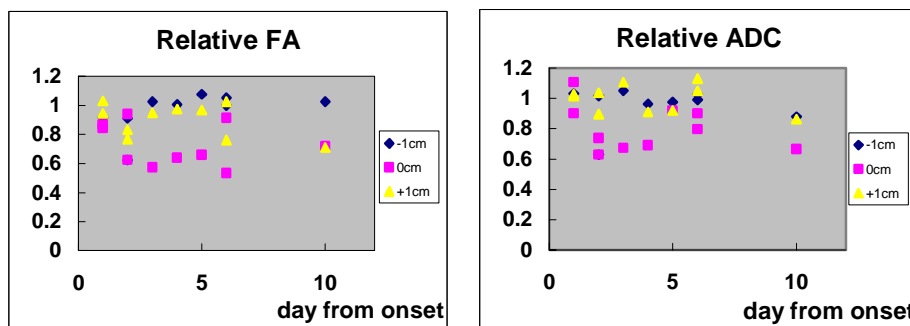 Relative FA
1.2
1
0.8
0.6
0.4
0.2
0
0 5 10
day from onset
-1cm
0cm
+1cm
Relative ADC
1.2
1
0.8
0.6
0.4
0.2
0
0 5 10
day from onset
-1cm
0cm
+1cm